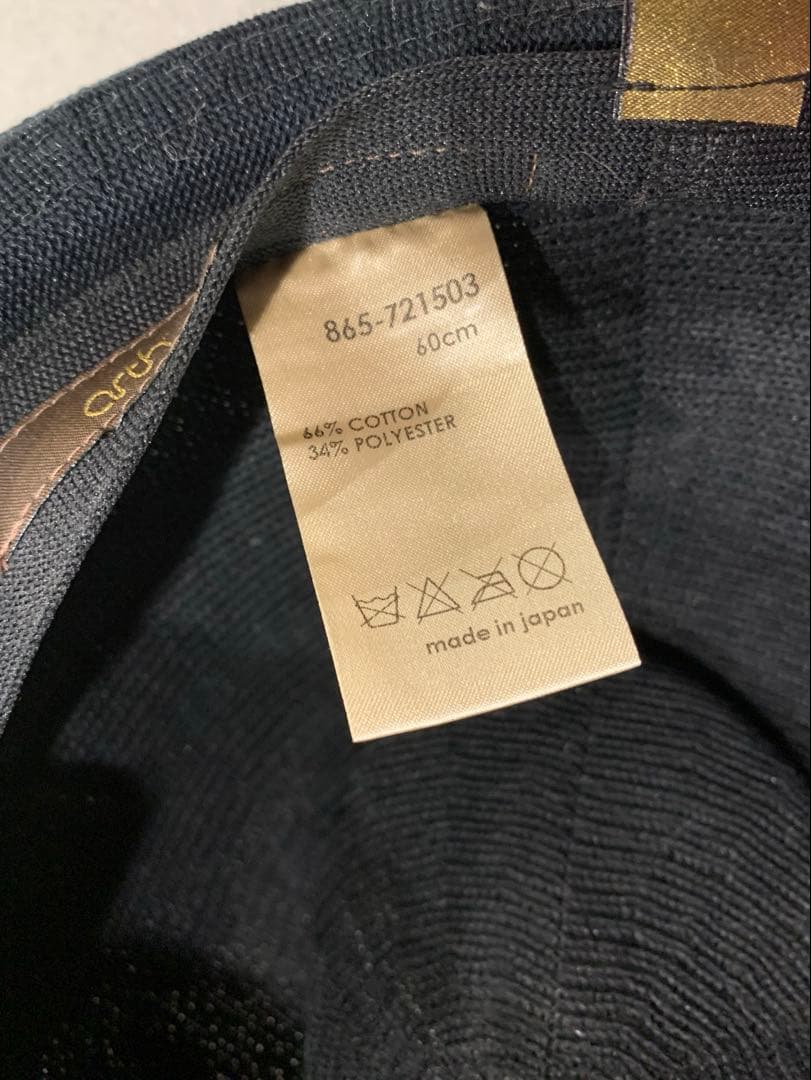 865-721503
60cm
66% COTTON
34% POLYESTER
made in japan